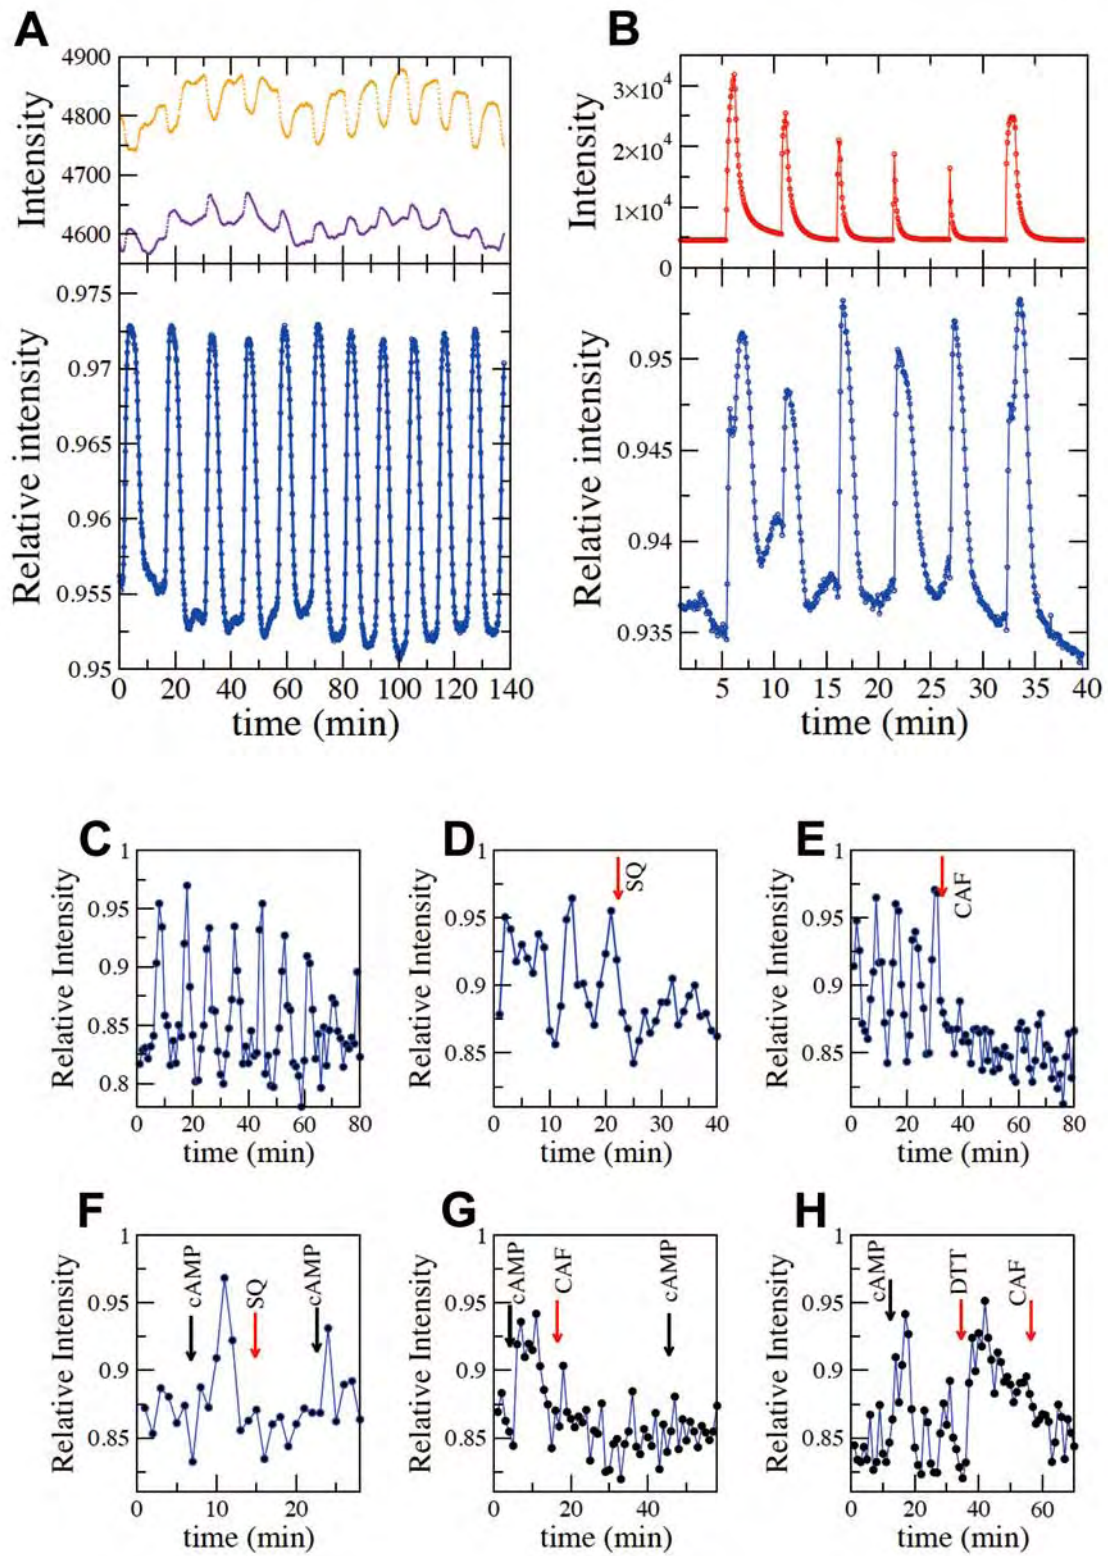 A
B
4900
4800
4700
4600
Intensity
3×10⁴
2×10⁴
1×10⁴
0
Intensity
0.975
0.97
0.965
0.96
0.955
0.95
Relative intensity
0.95
0.945
0.94
0.935
Relative intensity
0 20 40 60 80 100 120 140
time (min)
5 10 15 20 25 30 35 40
time (min)
C
D
E
1
0.95
0.9
0.85
0.8
Relative Intensity
0 20 40 60 80
time (min)
1
0.95
0.9
0.85
Relative Intensity
SQ
0 10 20 30 40
time (min)
1
0.95
0.9
0.85
Relative Intensity
CAF
0 20 40 60 80
time (min)
F
G
H
1
0.95
0.9
0.85
Relative Intensity
cAMP
SQ
cAMP
0 10 20
time (min)
1
0.95
0.9
0.85
Relative Intensity
cAMP
CAF
cAMP
0 20 40
time (min)
1
0.95
0.9
0.85
Relative Intensity
cAMP
DTT
CAF
0 20 40 60
time (min)